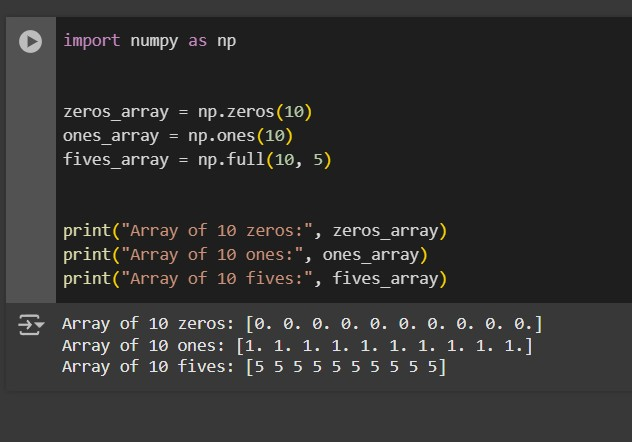 import numpy as np
zeros_array = np.zeros(10)
ones_array = np.ones(10)
fives_array = np.full(10, 5)
print("Array of 10 zeros:", zeros_array)
print("Array of 10 ones:", ones_array)
print("Array of 10 fives:", fives_array)
Array of 10 zeros: [0. 0. 0. 0. 0. 0. 0. 0. 0. 0.]
Array of 10 ones: [1. 1. 1. 1. 1. 1. 1. 1. 1. 1.]
Array of 10 fives: [5 5 5 5 5 5 5 5 5 5]